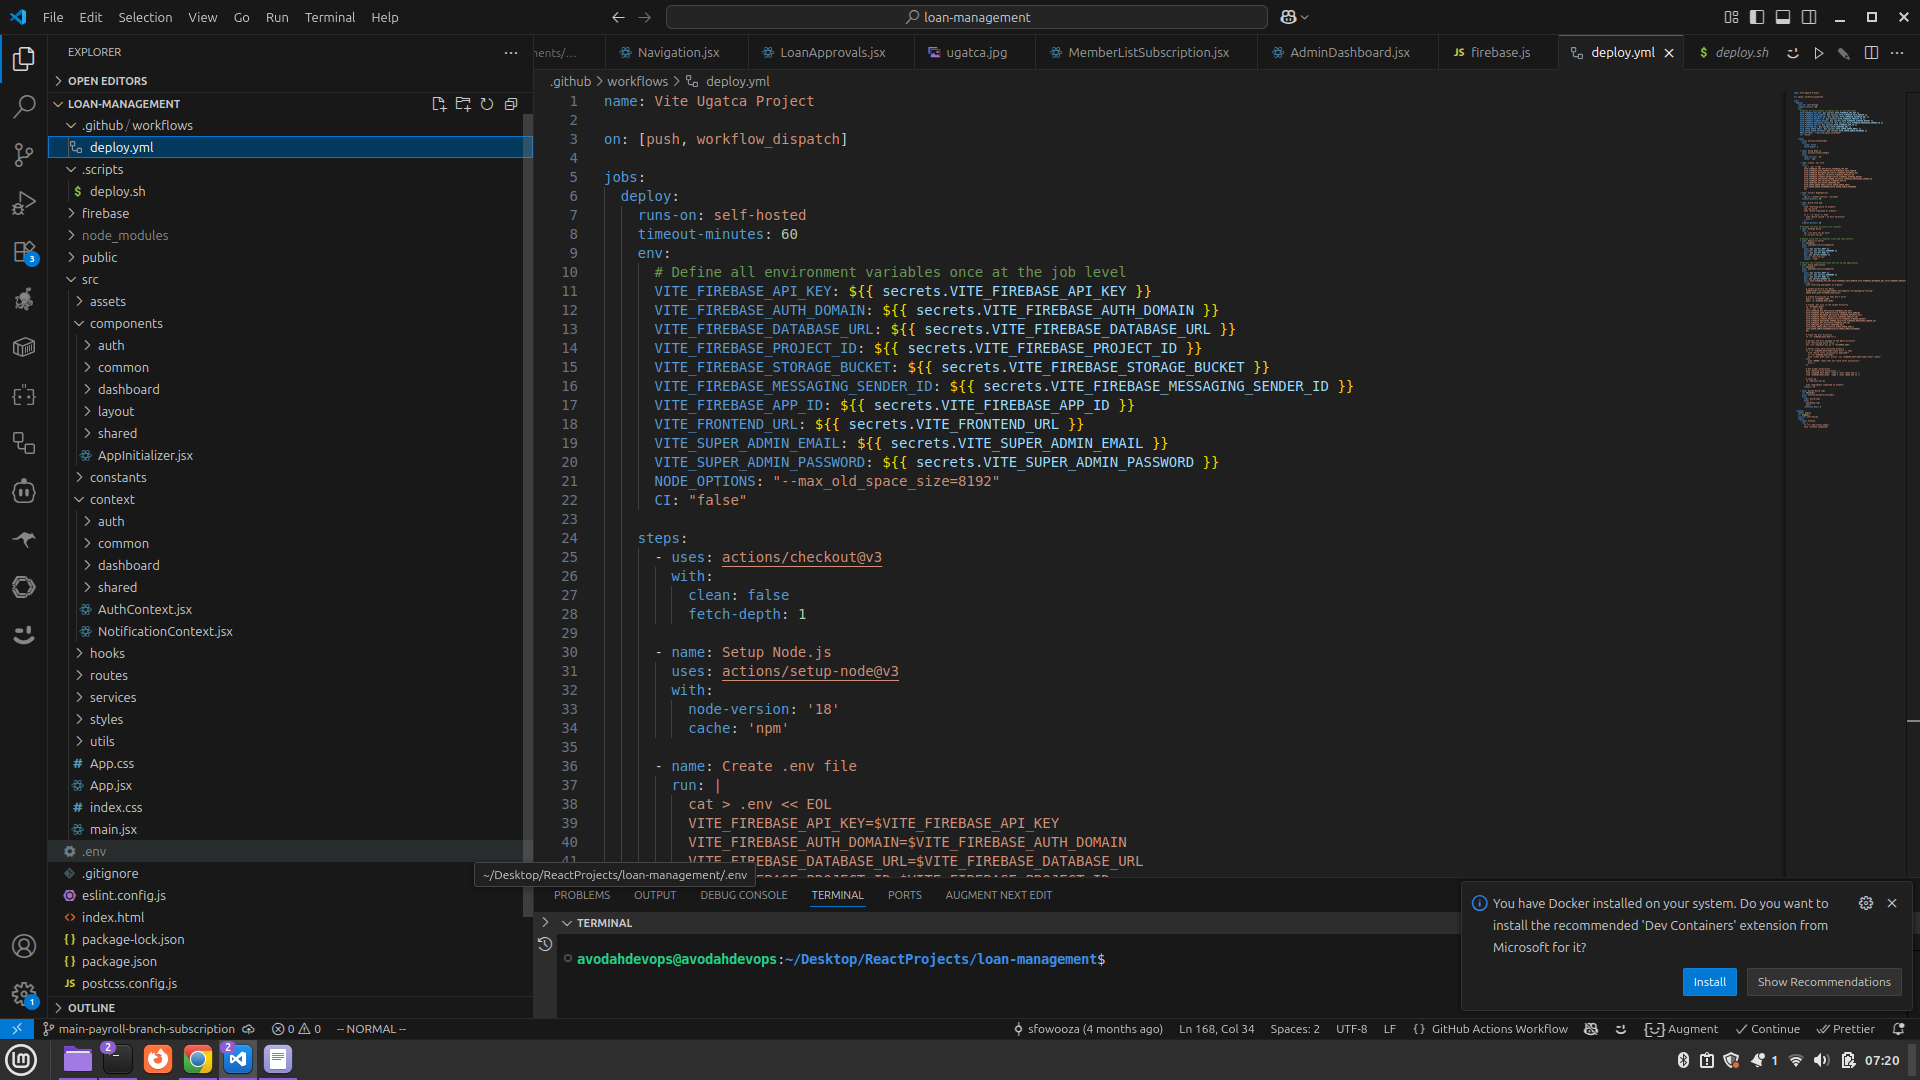 File Edit Selection View Go Run Terminal Help
loan-management
EXPLORER
OPEN EDITORS
LOAN-MANAGEMENT
.github/workflows
deploy.yml
.scripts
$ deploy.sh
firebase
node_modules
public
src
assets
components
auth
common
dashboard
layout
shared
AppInitializer.jsx
constants
context
auth
common
dashboard
shared
AuthContext.jsx
NotificationContext.jsx
hooks
routes
services
styles
utils
# App.css
App.jsx
# index.css
main.jsx
.env
.gitignore
eslint.config.js
<> index.html
{} package-lock.json
{} package.json
JS postcss.config.js
OUTLINE
3
1
~/Desktop/ReactProjects/loan-management/.env
nents/... Navigation.jsx LoanApprovals.jsx ugatca.jpg MemberListSubscription.jsx AdminDashboard.jsx JS firebase.js deploy.yml $ deploy.sh
.github > workflows > deploy.yml
1 name: Vite Ugatca Project
2
3 on: [push, workflow_dispatch]
4
5 jobs:
6 deploy:
7 runs-on: self-hosted
8 timeout-minutes: 60
9 env:
10 # Define all environment variables once at the job level
11 VITE_FIREBASE_API_KEY: ${{ secrets.VITE_FIREBASE_API_KEY }}
12 VITE_FIREBASE_AUTH_DOMAIN: ${{ secrets.VITE_FIREBASE_AUTH_DOMAIN }}
13 VITE_FIREBASE_DATABASE_URL: ${{ secrets.VITE_FIREBASE_DATABASE_URL }}
14 VITE_FIREBASE_PROJECT_ID: ${{ secrets.VITE_FIREBASE_PROJECT_ID }}
15 VITE_FIREBASE_STORAGE_BUCKET: ${{ secrets.VITE_FIREBASE_STORAGE_BUCKET }}
16 VITE_FIREBASE_MESSAGING_SENDER_ID: ${{ secrets.VITE_FIREBASE_MESSAGING_SENDER_ID }}
17 VITE_FIREBASE_APP_ID: ${{ secrets.VITE_FIREBASE_APP_ID }}
18 VITE_FRONTEND_URL: ${{ secrets.VITE_FRONTEND_URL }}
19 VITE_SUPER_ADMIN_EMAIL: ${{ secrets.VITE_SUPER_ADMIN_EMAIL }}
20 VITE_SUPER_ADMIN_PASSWORD: ${{ secrets.VITE_SUPER_ADMIN_PASSWORD }}
21 NODE_OPTIONS: "--max_old_space_size=8192"
22 CI: "false"
23
24 steps:
25 - uses: actions/checkout@v3
26 with:
27 clean: false
28 fetch-depth: 1
29
30 - name: Setup Node.js
31 uses: actions/setup-node@v3
32 with:
33 node-version: '18'
34 cache: 'npm'
35
36 - name: Create .env file
37 run: |
38 cat > .env << EOL
39 VITE_FIREBASE_API_KEY=$VITE_FIREBASE_API_KEY
40 VITE_FIREBASE_AUTH_DOMAIN=$VITE_FIREBASE_AUTH_DOMAIN
41 VITE_FIREBASE_DATABASE_URL=$VITE_FIREBASE_DATABASE_URL
PROBLEMS OUTPUT DEBUG CONSOLE TERMINAL PORTS AUGMENT NEXT EDIT
TERMINAL
avodahdevops@avodahdevops:~/Desktop/ReactProjects/loan-management$
You have Docker installed on your system. Do you want to
install the recommended 'Dev Containers' extension from
Microsoft for it?
Install Show Recommendations
main-payroll-branch-subscription 0 0 -- NORMAL -- sfowooza (4 months ago) Ln 168, Col 34 Spaces: 2 UTF-8 LF {} GitHub Actions Workflow Augment Continue Prettier
lm 2 2 1 07:20